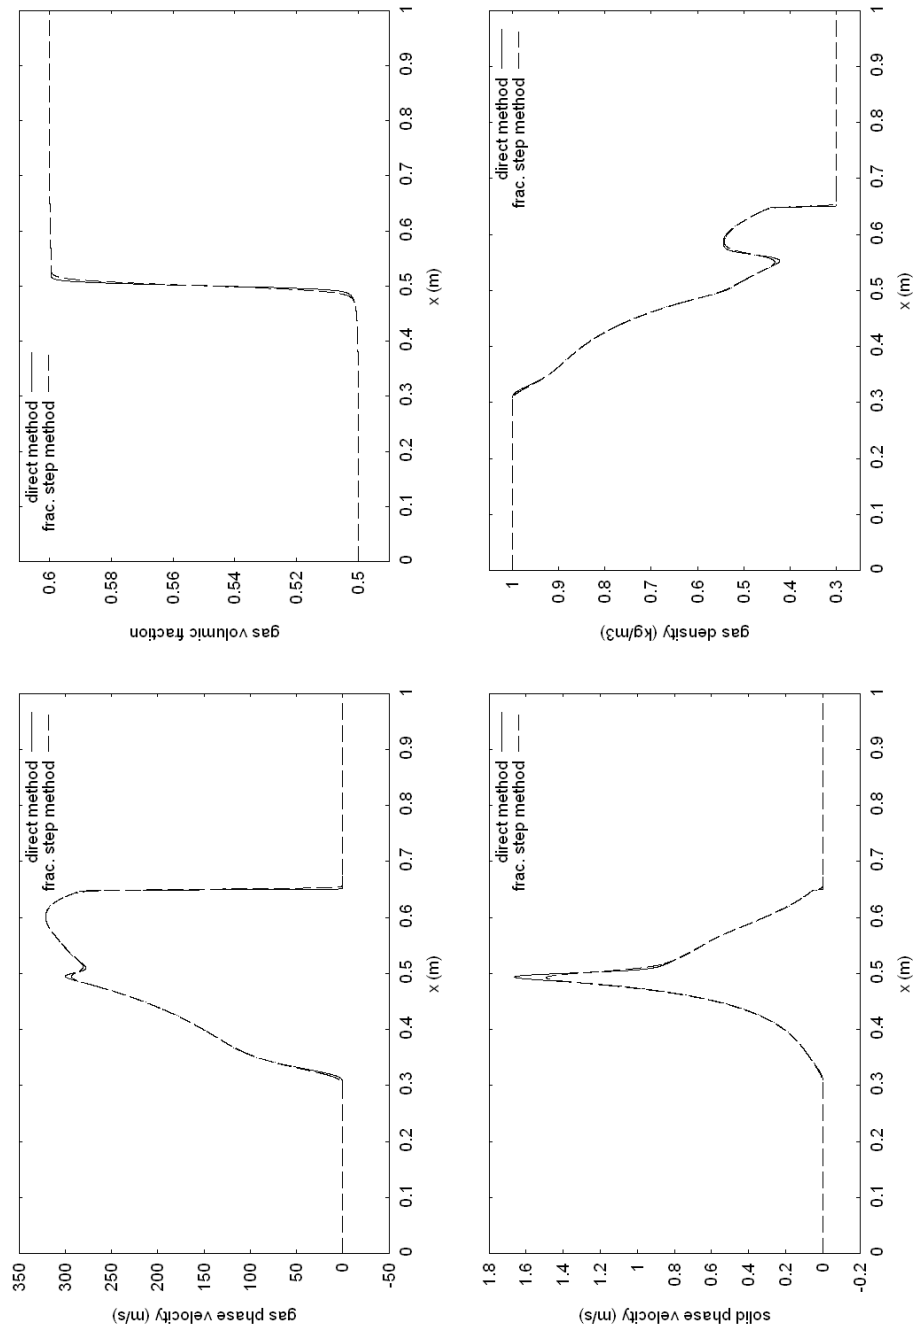 gas phase velocity (m/s)
350
300
250
200
150
100
50
0
-50
0 0.1 0.2 0.3 0.4 0.5 0.6 0.7 0.8 0.9 1
x (m)
direct method
frac. step method
gas volumic fraction
0.6
0.58
0.56
0.54
0.52
0.5
0 0.1 0.2 0.3 0.4 0.5 0.6 0.7 0.8 0.9 1
x (m)
direct method
frac. step method
solid phase velocity (m/s)
1.8
1.6
1.4
1.2
1
0.8
0.6
0.4
0.2
0
-0.2
0 0.1 0.2 0.3 0.4 0.5 0.6 0.7 0.8 0.9 1
x (m)
direct method
frac. step method
gas density (kg/m3)
1
0.9
0.8
0.7
0.6
0.5
0.4
0.3
0 0.1 0.2 0.3 0.4 0.5 0.6 0.7 0.8 0.9 1
x (m)
direct method
frac. step method